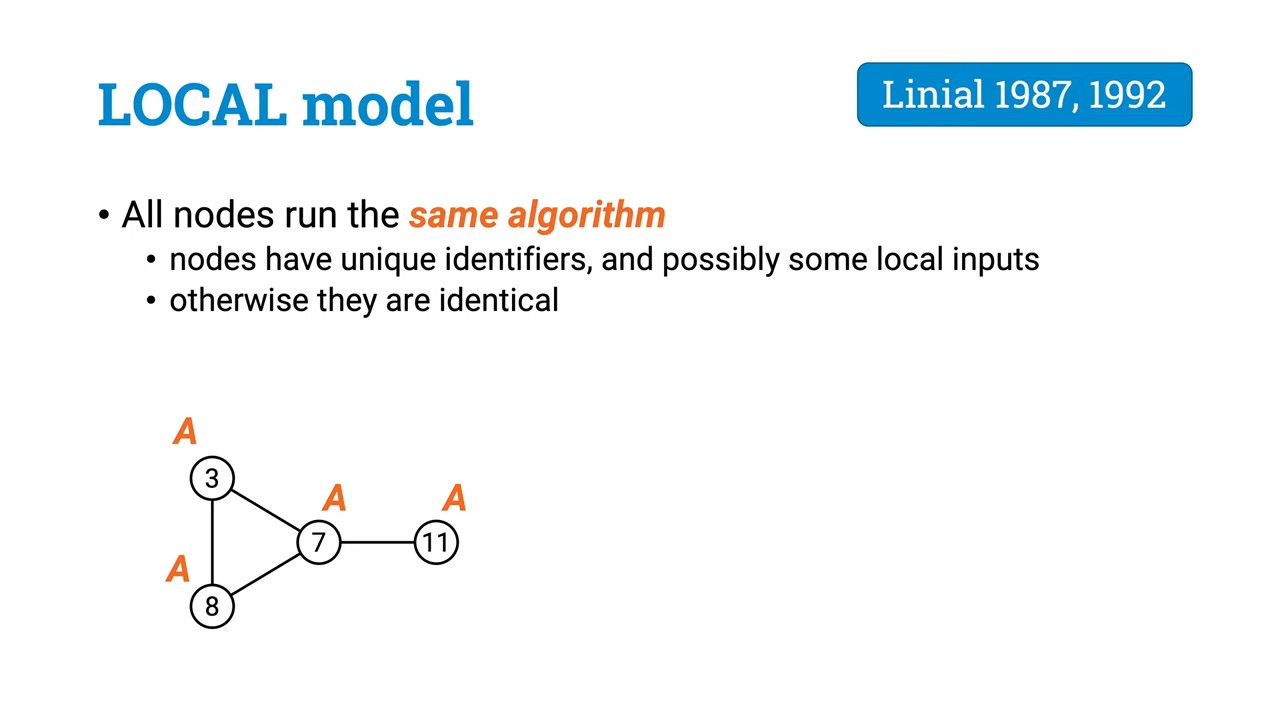 LOCAL model
Linial 1987, 1992
• All nodes run the same algorithm
• nodes have unique identifiers, and possibly some local inputs
• otherwise they are identical
A
3
A
A
7
11
A
8